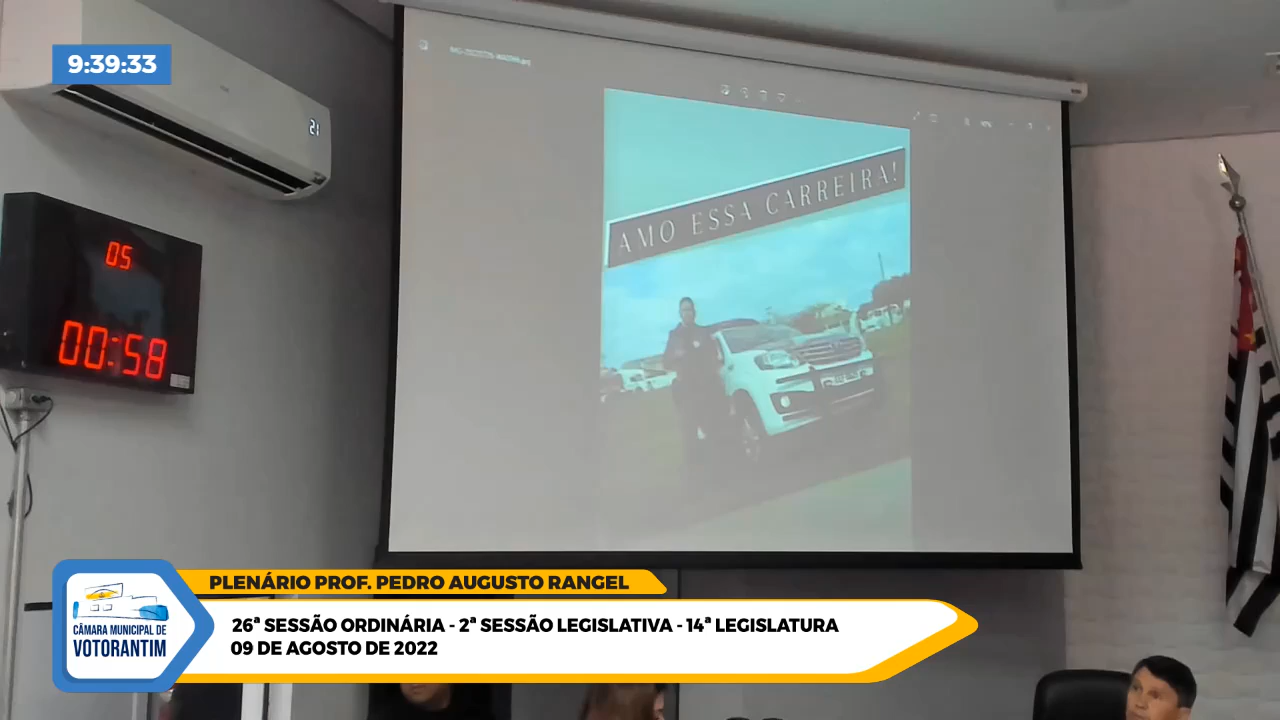 9:39:33
21
05
00:58
AMO ESSA CARREIRA!
PLENÁRIO PROF. PEDRO AUGUSTO RANGEL
26ª SESSÃO ORDINÁRIA - 2ª SESSÃO LEGISLATIVA - 14ª LEGISLATURA
09 DE AGOSTO DE 2022
CÂMARA MUNICIPAL DE
VOTORANTIM